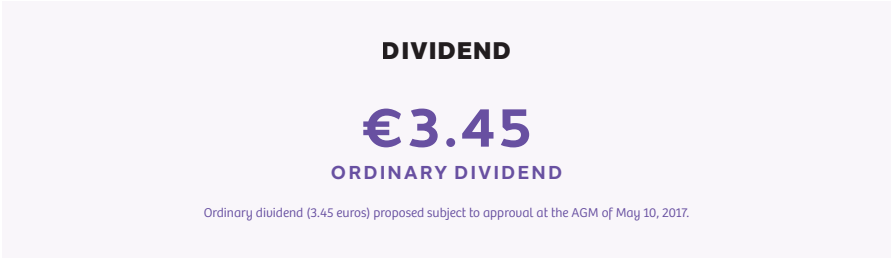 DIVIDEND
€3.45
ORDINARY DIVIDEND
Ordinary dividend (3.45 euros) proposed subject to approval at the AGM of May 10, 2017.